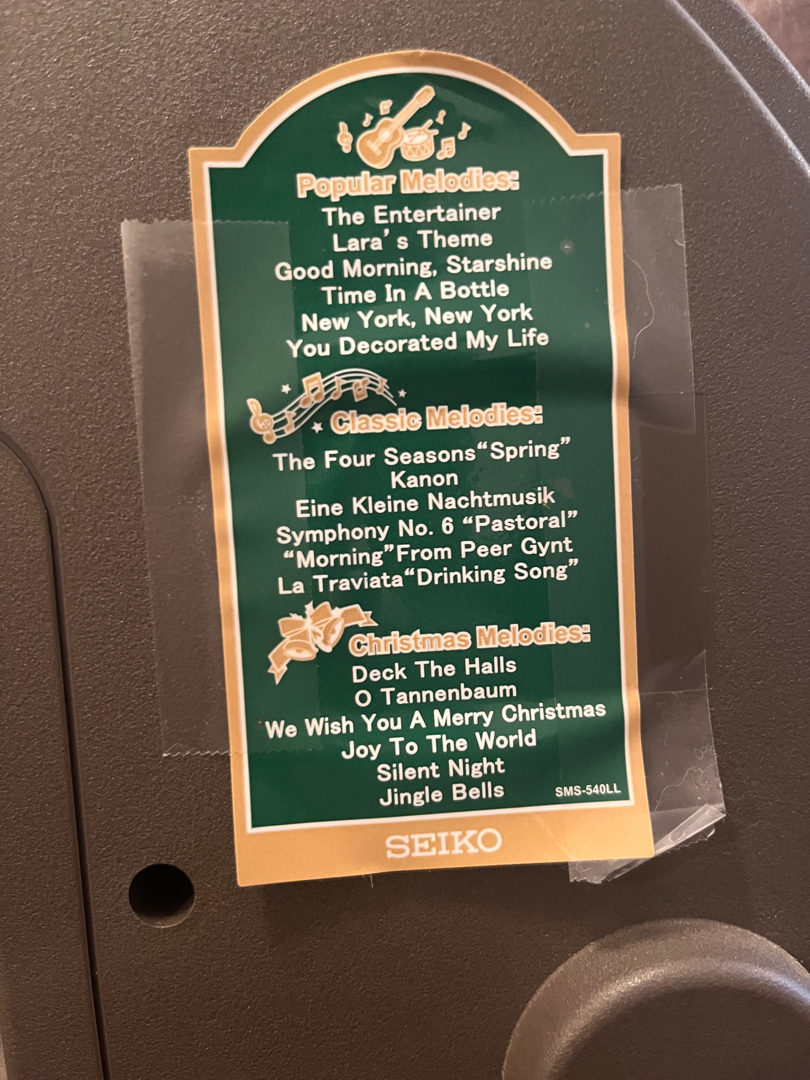 Popular Melodies:
The Entertainer
Lara's Theme
Good Morning, Starshine
Time In A Bottle
New York, New York
You Decorated My Life
Classic Melodies:
The Four Seasons“Spring”
Kanon
Eine Kleine Nachtmusik
Symphony No. 6 “Pastoral”
“Morning”From Peer Gynt
La Traviata“Drinking Song”
Christmas Melodies:
Deck The Halls
O Tannenbaum
We Wish You A Merry Christmas
Joy To The World
Silent Night
Jingle Bells
SMS-540LL
SEIKO